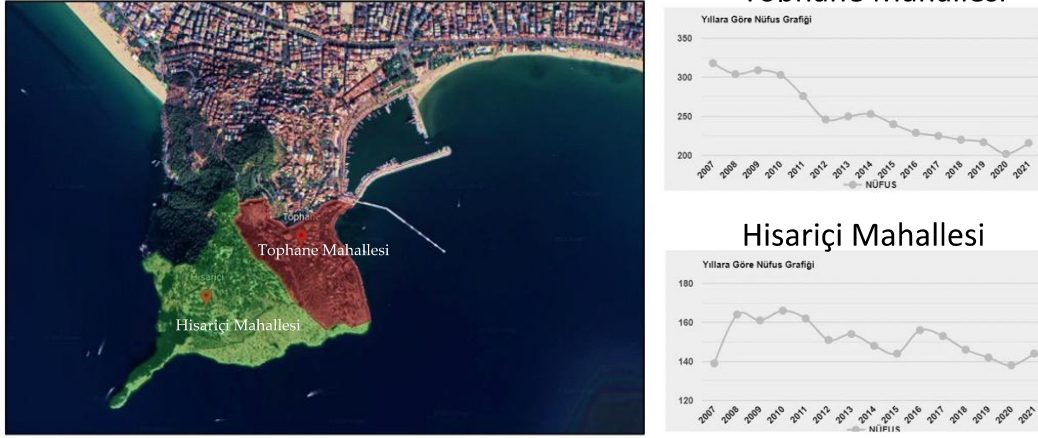 Tophane Mahallesi
Yıllara Göre Nüfus Grafiği
350
300
250
200
2007 2008 2009 2010 2011 2012 2013 2014 2015 2016 2017 2018 2019 2020 2021
NÜFUS
Tophane
Tophane Mahallesi
Hisariçi
Hisariçi Mahallesi
Hisariçi Mahallesi
Yıllara Göre Nüfus Grafiği
180
160
140
120
2007 2008 2009 2010 2011 2012 2013 2014 2015 2016 2017 2018 2019 2020 2021
NÜFUS